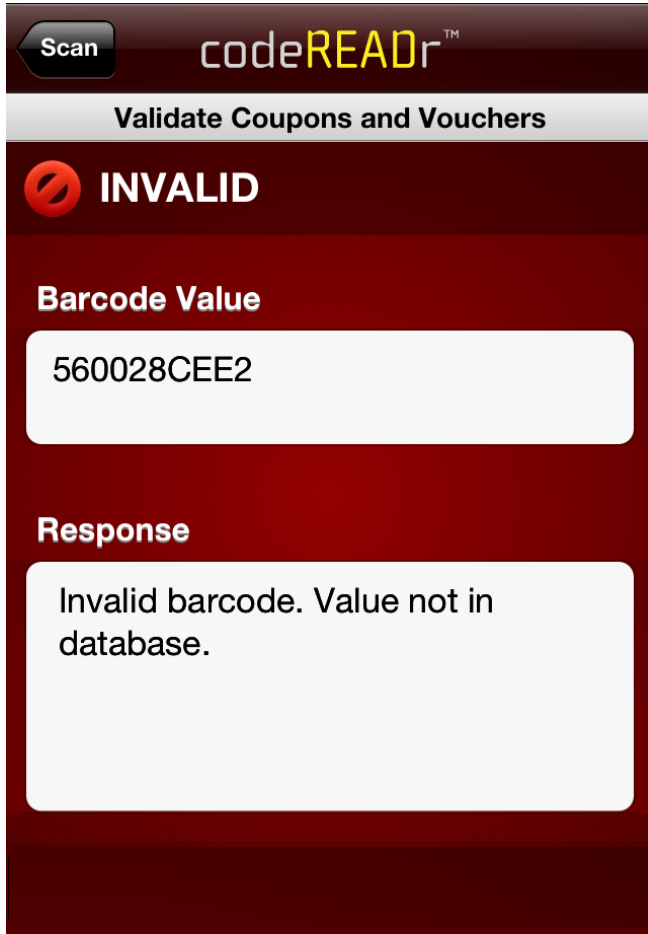 Scan
codeREADr™
Validate Coupons and Vouchers
INVALID
Barcode Value
560028CEE2
Response
Invalid barcode. Value not in
database.